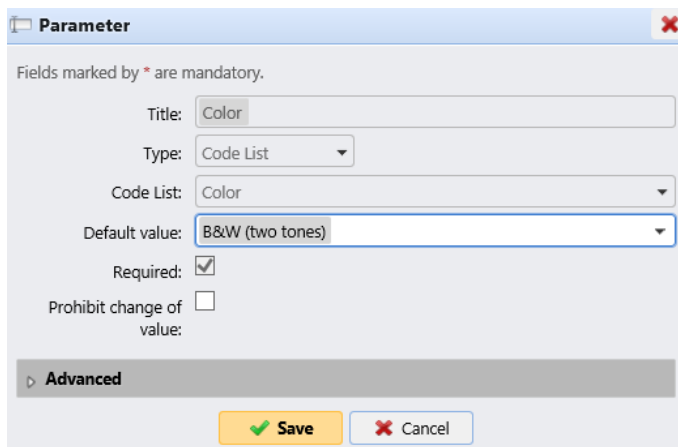 Parameter
Fields marked by * are mandatory.
Title: Color
Type: Code List
Code List: Color
Default value: B&W (two tones)
Required:
Prohibit change of
value:
Advanced
Save Cancel